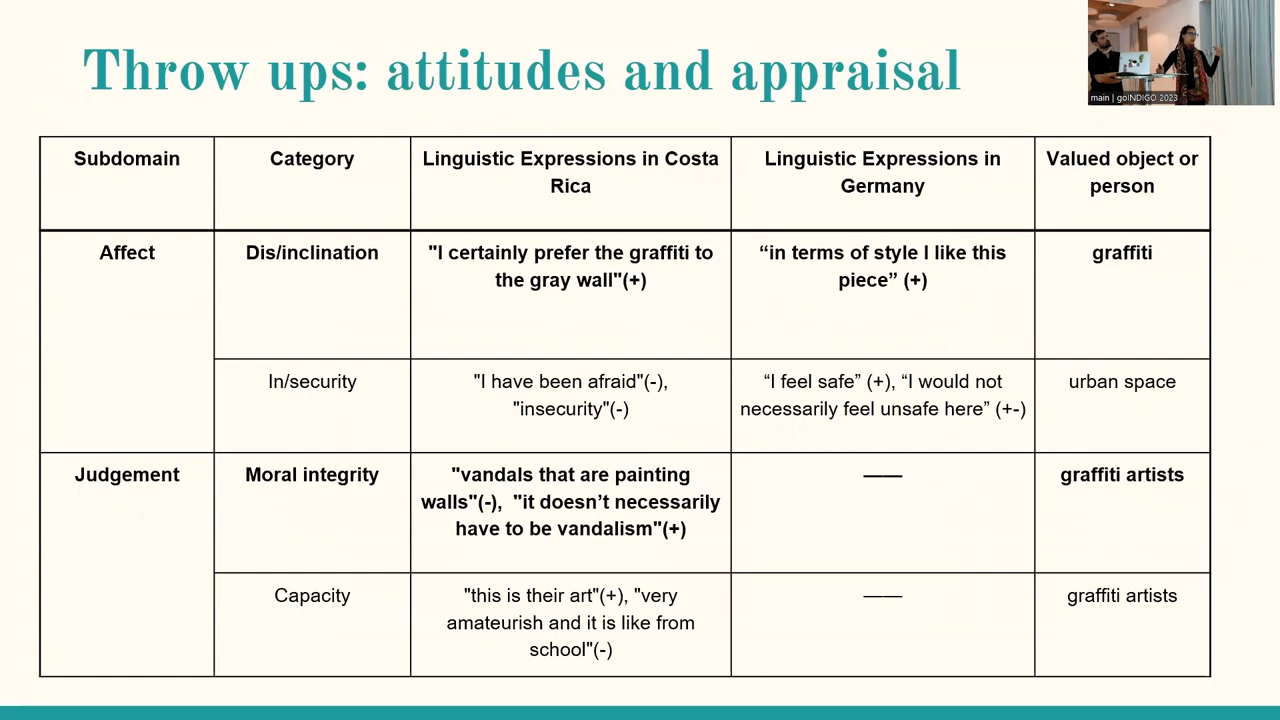 Throw ups: attitudes and appraisal
main | goINDIGO 2023
Subdomain
Category
Linguistic Expressions in Costa
Rica
Linguistic Expressions in
Germany
Valued object or
person
Affect
Dis/inclination
"I certainly prefer the graffiti to
the gray wall"(+)
“in terms of style I like this
piece” (+)
graffiti
In/security
"I have been afraid"(-),
"insecurity"(-)
“I feel safe” (+), “I would not
necessarily feel unsafe here” (+-)
urban space
Judgement
Moral integrity
"vandals that are painting
walls"(-),  "it doesn’t necessarily
have to be vandalism"(+)
——
graffiti artists
Capacity
"this is their art"(+), "very
amateurish and it is like from
school"(-)
——
graffiti artists